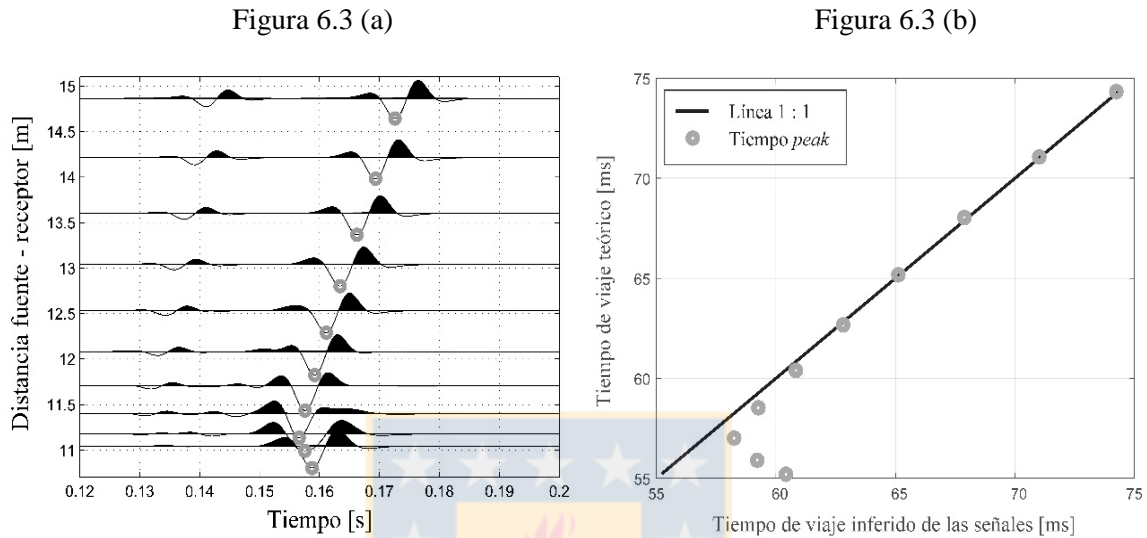 Figura 6.3 (a)
Figura 6.3 (b)
Distancia fuente - receptor [m]
15
14.5
14
13.5
13
12.5
12
11.5
11
0.12 0.13 0.14 0.15 0.16 0.17 0.18 0.19 0.2
Tiempo [s]
Tiempo de viaje teórico [ms]
75
70
65
60
55
Línea 1 : 1
Tiempo peak
55 60 65 70 75
Tiempo de viaje inferido de las señales [ms]